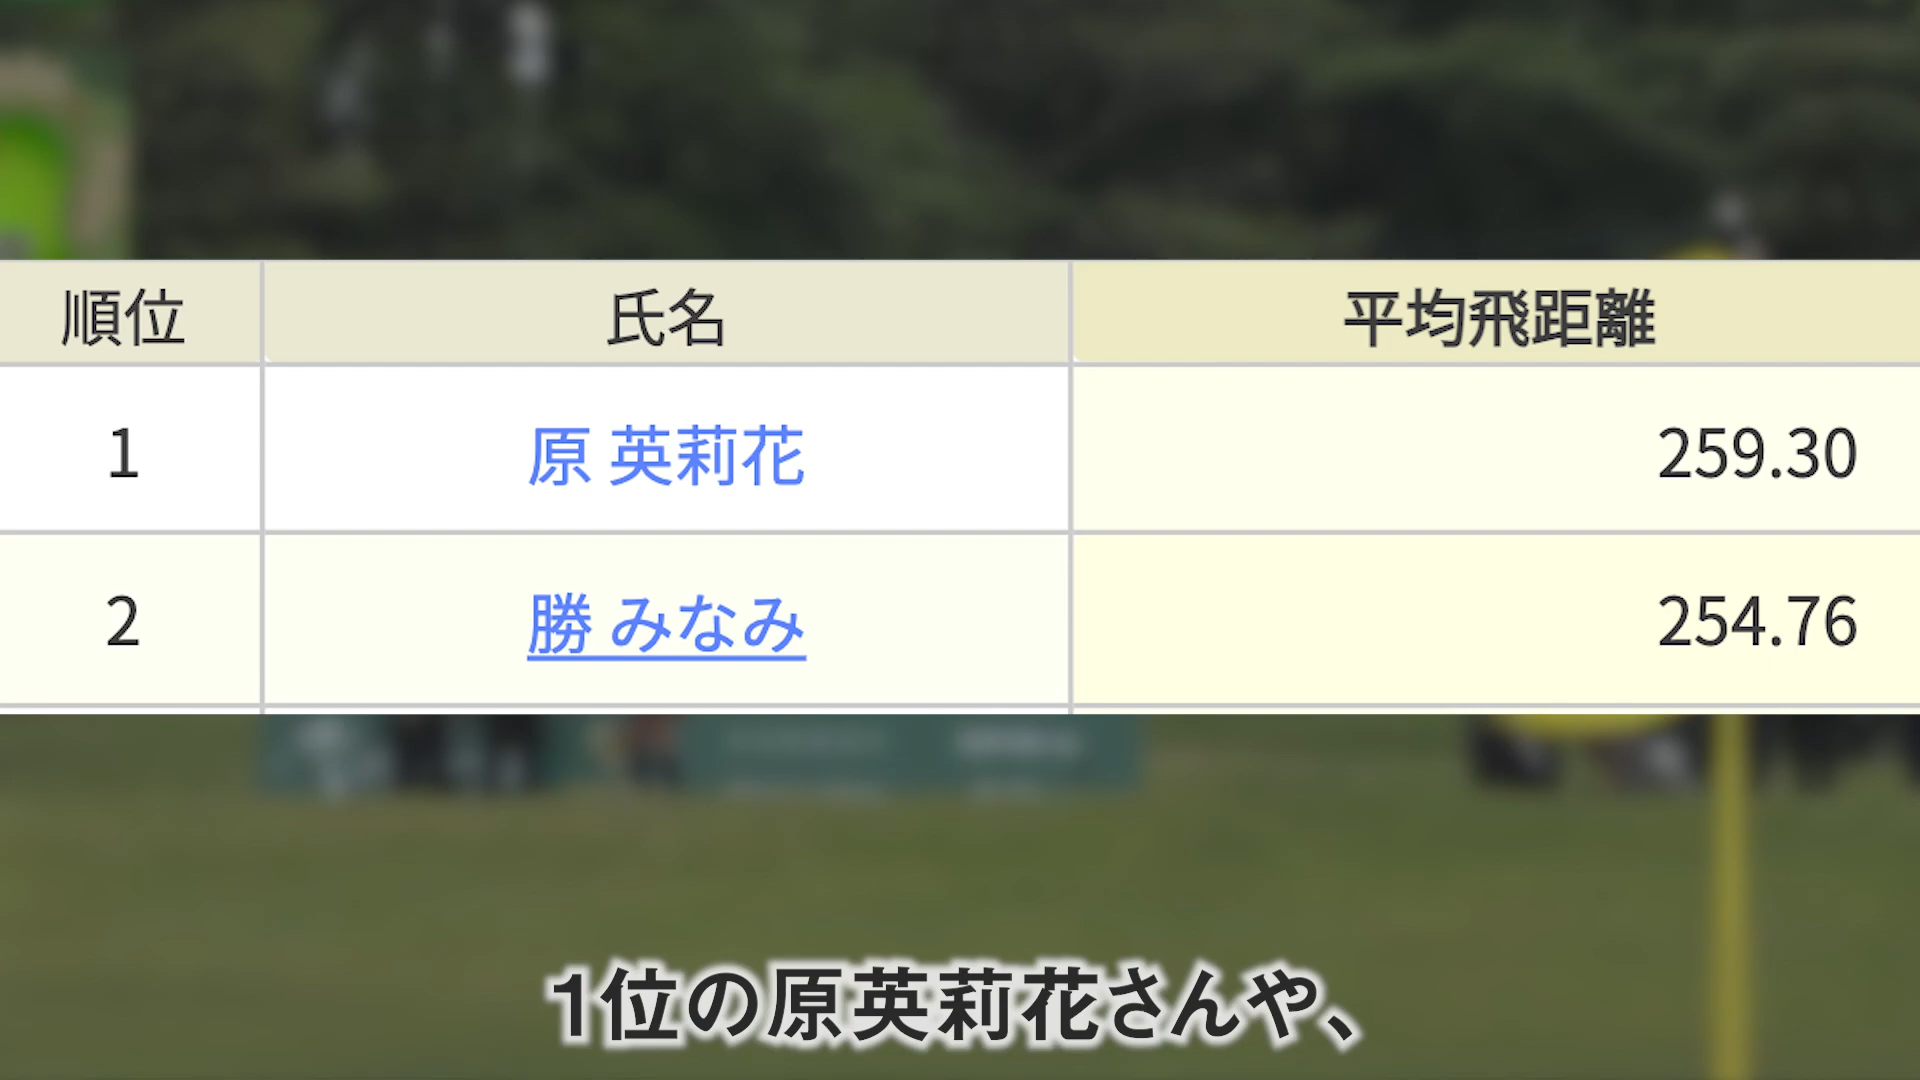 順位 氏名 平均飛距離
1 原 英莉花 259.30
2 勝 みなみ 254.76
1位の原英莉花さんや、